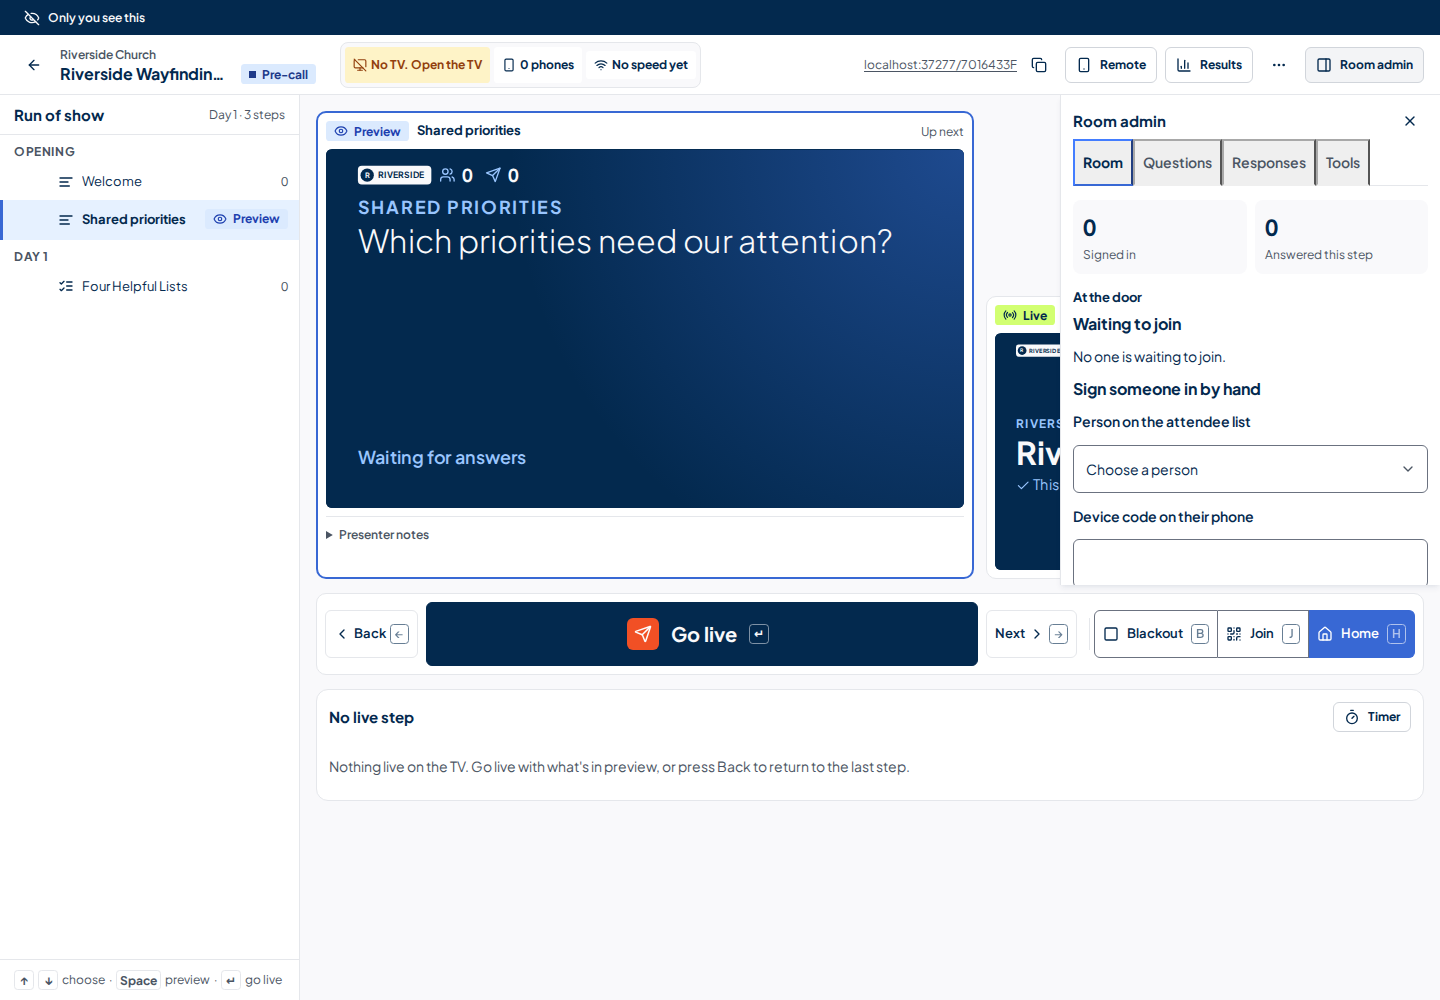 Only you see this
Riverside Church
Riverside Wayfindin...
Pre-call
No TV. Open the TV
0 phones
No speed yet
localhost:37277/7016433F
Remote
Results
Room admin
Run of show
Day 1 · 3 steps
OPENING
Welcome
0
Shared priorities
Preview
DAY 1
Four Helpful Lists
0
choose · Space preview · ↵ go live
Preview
Shared priorities
Up next
R RIVERSIDE
0
0
SHARED PRIORITIES
Which priorities need our attention?
Waiting for answers
Presenter notes
Live
RIVERSIDE
RIVERS
Riv
This
Room admin
Room
Questions
Responses
Tools
0
Signed in
0
Answered this step
At the door
Waiting to join
No one is waiting to join.
Sign someone in by hand
Person on the attendee list
Choose a person
Device code on their phone
Back ←
Go live ↵
Next →
Blackout B
Join J
Home H
No live step
Timer
Nothing live on the TV. Go live with what's in preview, or press Back to return to the last step.